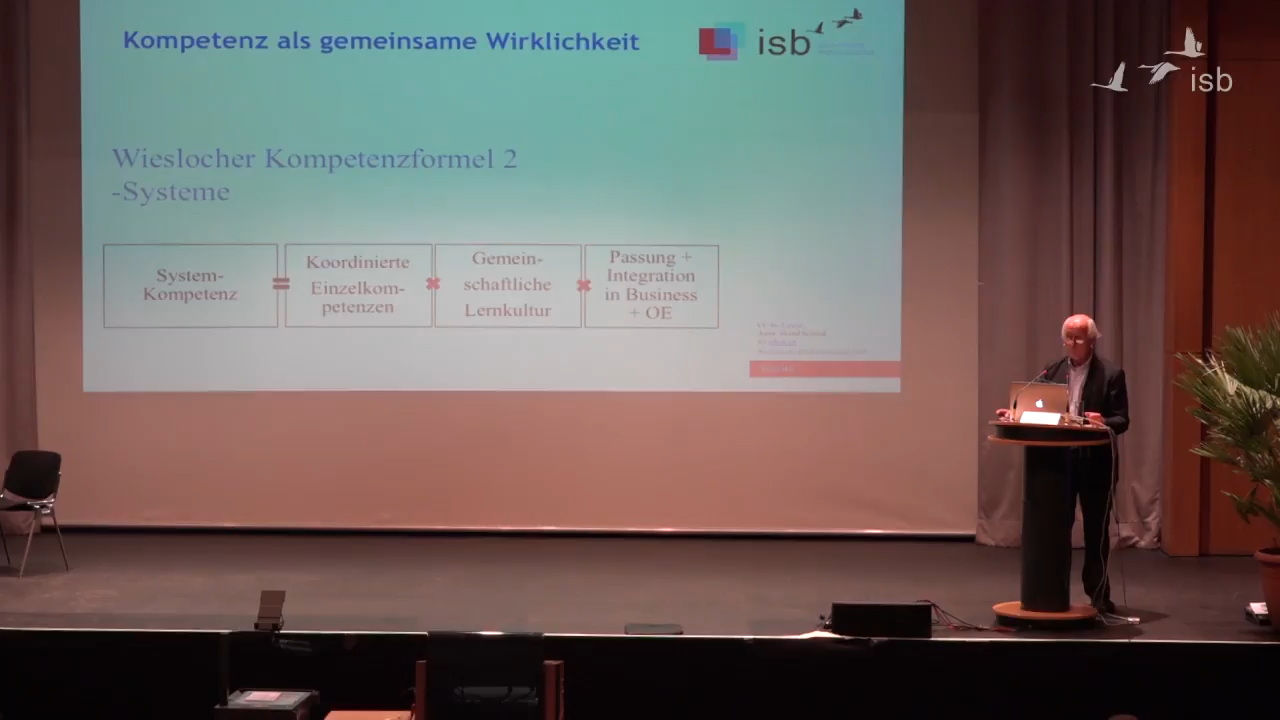 Kompetenz als gemeinsame Wirklichkeit
isb
isb
Wieslocher Kompetenzformel 2
-Systeme
System-
Kompetenz
=
Koordinierte
Einzelkom-
petenzen
×
Gemein-
schaftliche
Lernkultur
×
Passung +
Integration
in Business
+ OE